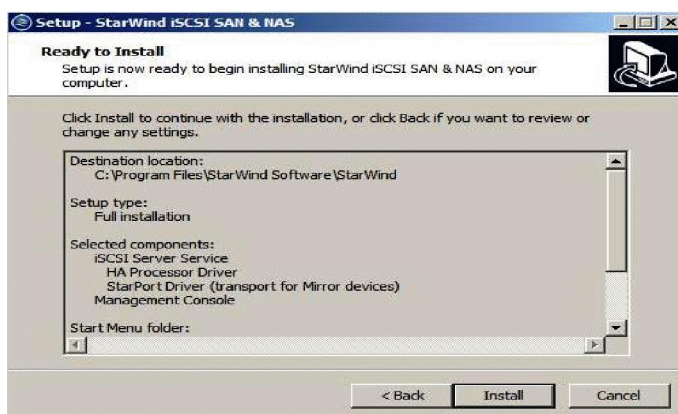 Setup - StarWind iSCSI SAN & NAS
Ready to Install
Setup is now ready to begin installing StarWind iSCSI SAN & NAS on your
computer.
Click Install to continue with the installation, or click Back if you want to review or
change any settings.
Destination location:
C:\Program Files\StarWind Software\StarWind
Setup type:
Full installation
Selected components:
iSCSI Server Service
HA Processor Driver
StarPort Driver (transport for Mirror devices)
Management Console
Start Menu folder:
< Back
Install
Cancel